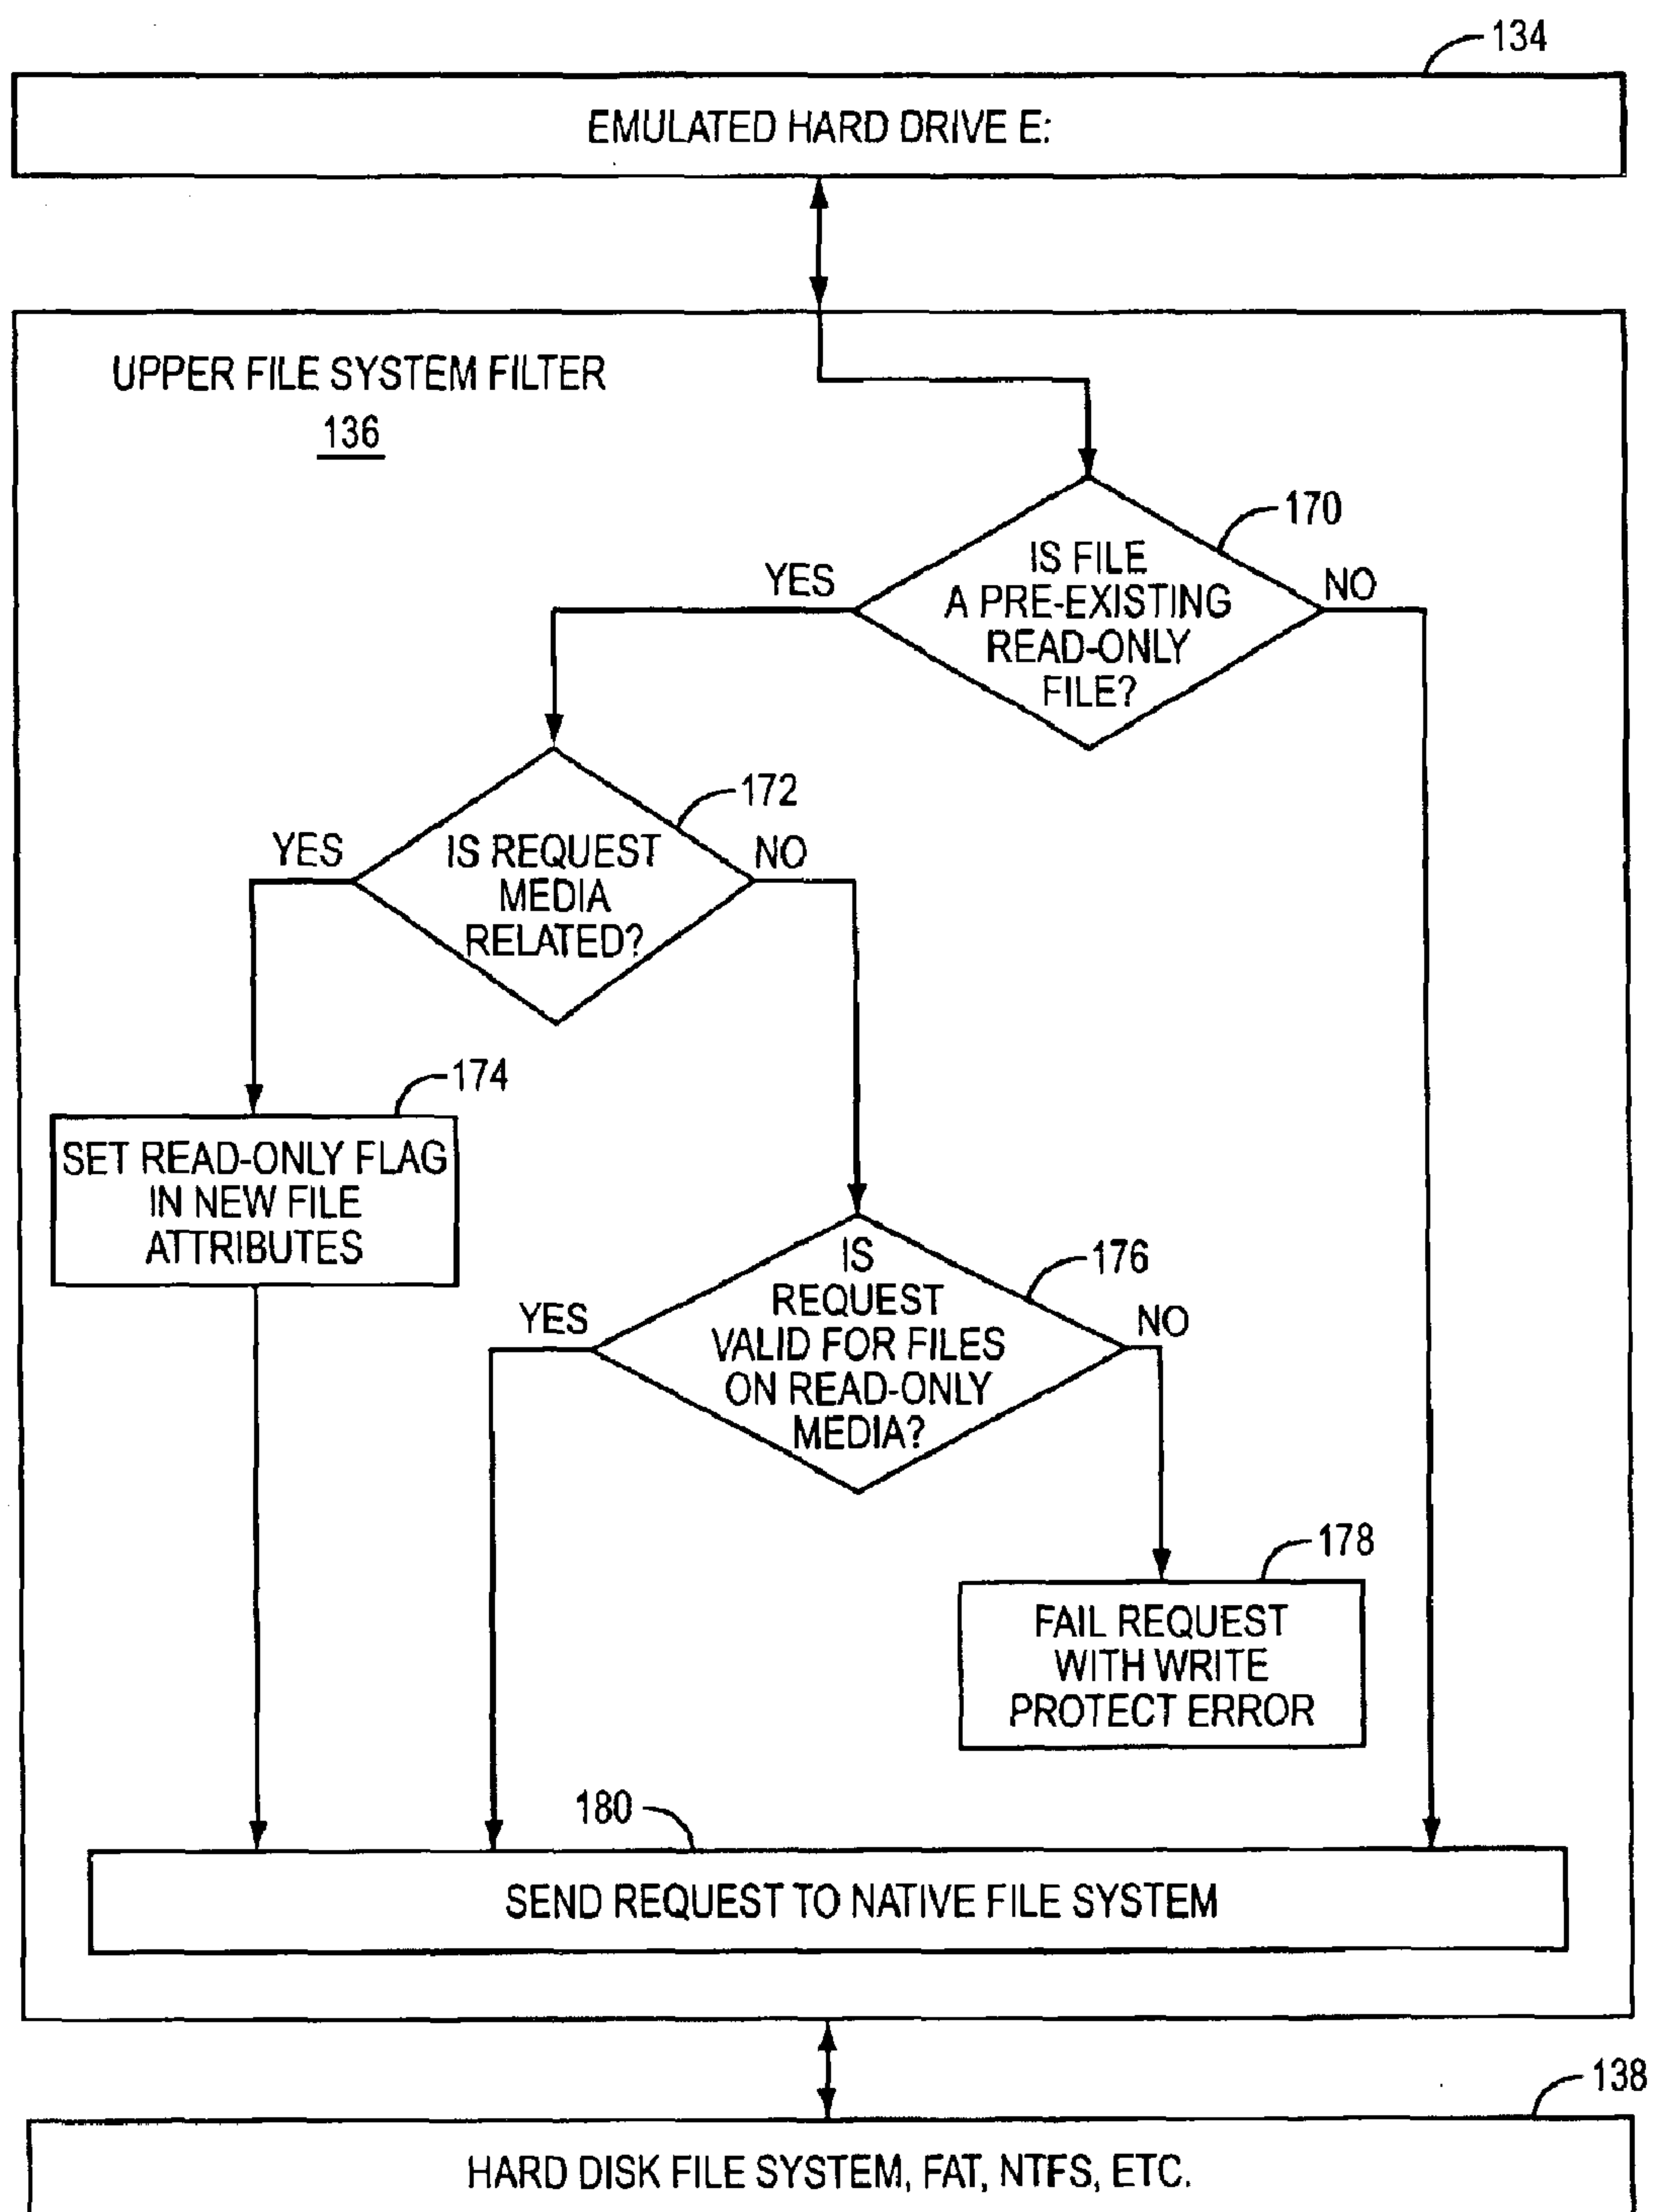 134
EMULATED HARD DRIVE E:
UPPER FILE SYSTEM FILTER
136
170
IS FILE
A PRE-EXISTING
READ-ONLY
FILE?
YES
NO
172
IS REQUEST
MEDIA
RELATED?
YES
NO
174
SET READ-ONLY FLAG
IN NEW FILE
ATTRIBUTES
176
IS
REQUEST
VALID FOR FILES
ON READ-ONLY
MEDIA?
YES
NO
178
FAIL REQUEST
WITH WRITE
PROTECT ERROR
180
SEND REQUEST TO NATIVE FILE SYSTEM
138
HARD DISK FILE SYSTEM, FAT, NTFS, ETC.